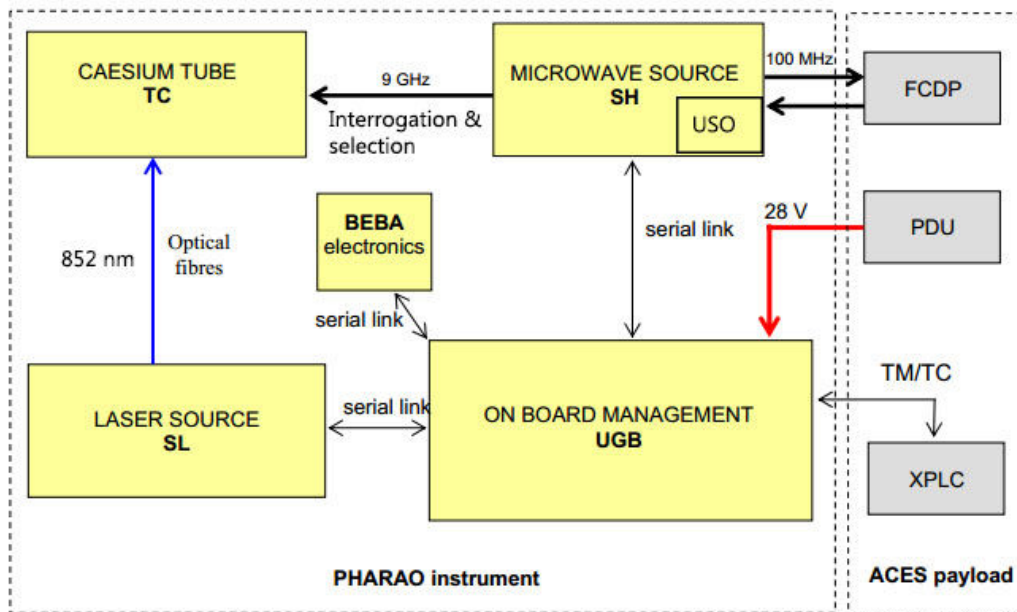 CAESIUM TUBE
TC
9 GHz
Interrogation &
selection
MICROWAVE SOURCE
SH
USO
100 MHz
FCDP
852 nm
Optical
fibres
BEBA
electronics
serial link
serial link
28 V
PDU
LASER SOURCE
SL
serial link
ON BOARD MANAGEMENT
UGB
TM/TC
XPLC
PHARAO instrument
ACES payload